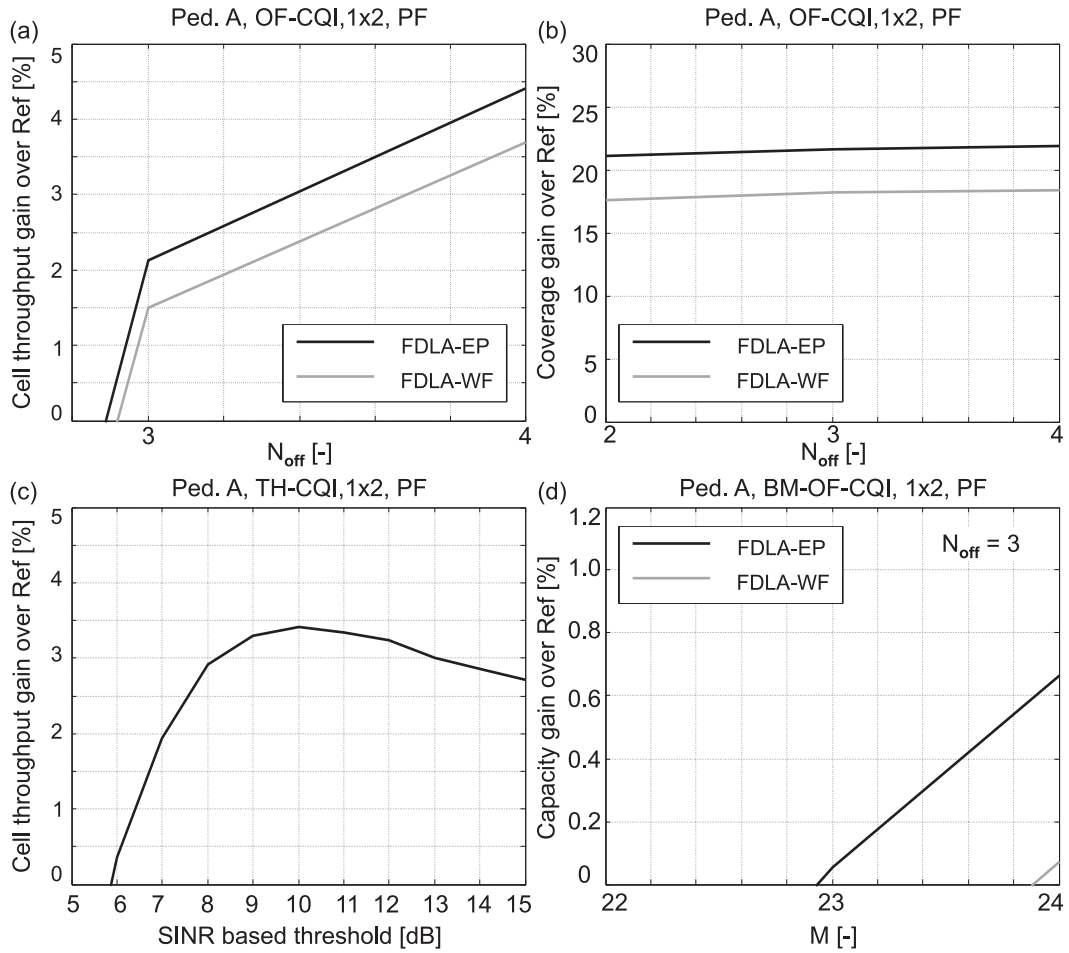 (a)
Ped. A, OF-CQI,1x2, PF
Cell throughput gain over Ref [%]
5
4
3
2
1
0
FDLA-EP
FDLA-WF
3
4
Noff [-]
(b)
Ped. A, OF-CQI,1x2, PF
Coverage gain over Ref [%]
30
25
20
15
10
5
0
FDLA-EP
FDLA-WF
2
3
4
Noff [-]
(c)
Ped. A, TH-CQI,1x2, PF
Cell throughput gain over Ref [%]
5
4
3
2
1
0
5 6 7 8 9 10 11 12 13 14 15
SINR based threshold [dB]
(d)
Ped. A, BM-OF-CQI, 1x2, PF
Capacity gain over Ref [%]
1.2
1.0
0.8
0.6
0.4
0.2
0
FDLA-EP
FDLA-WF
Noff = 3
22
23
24
M [-]